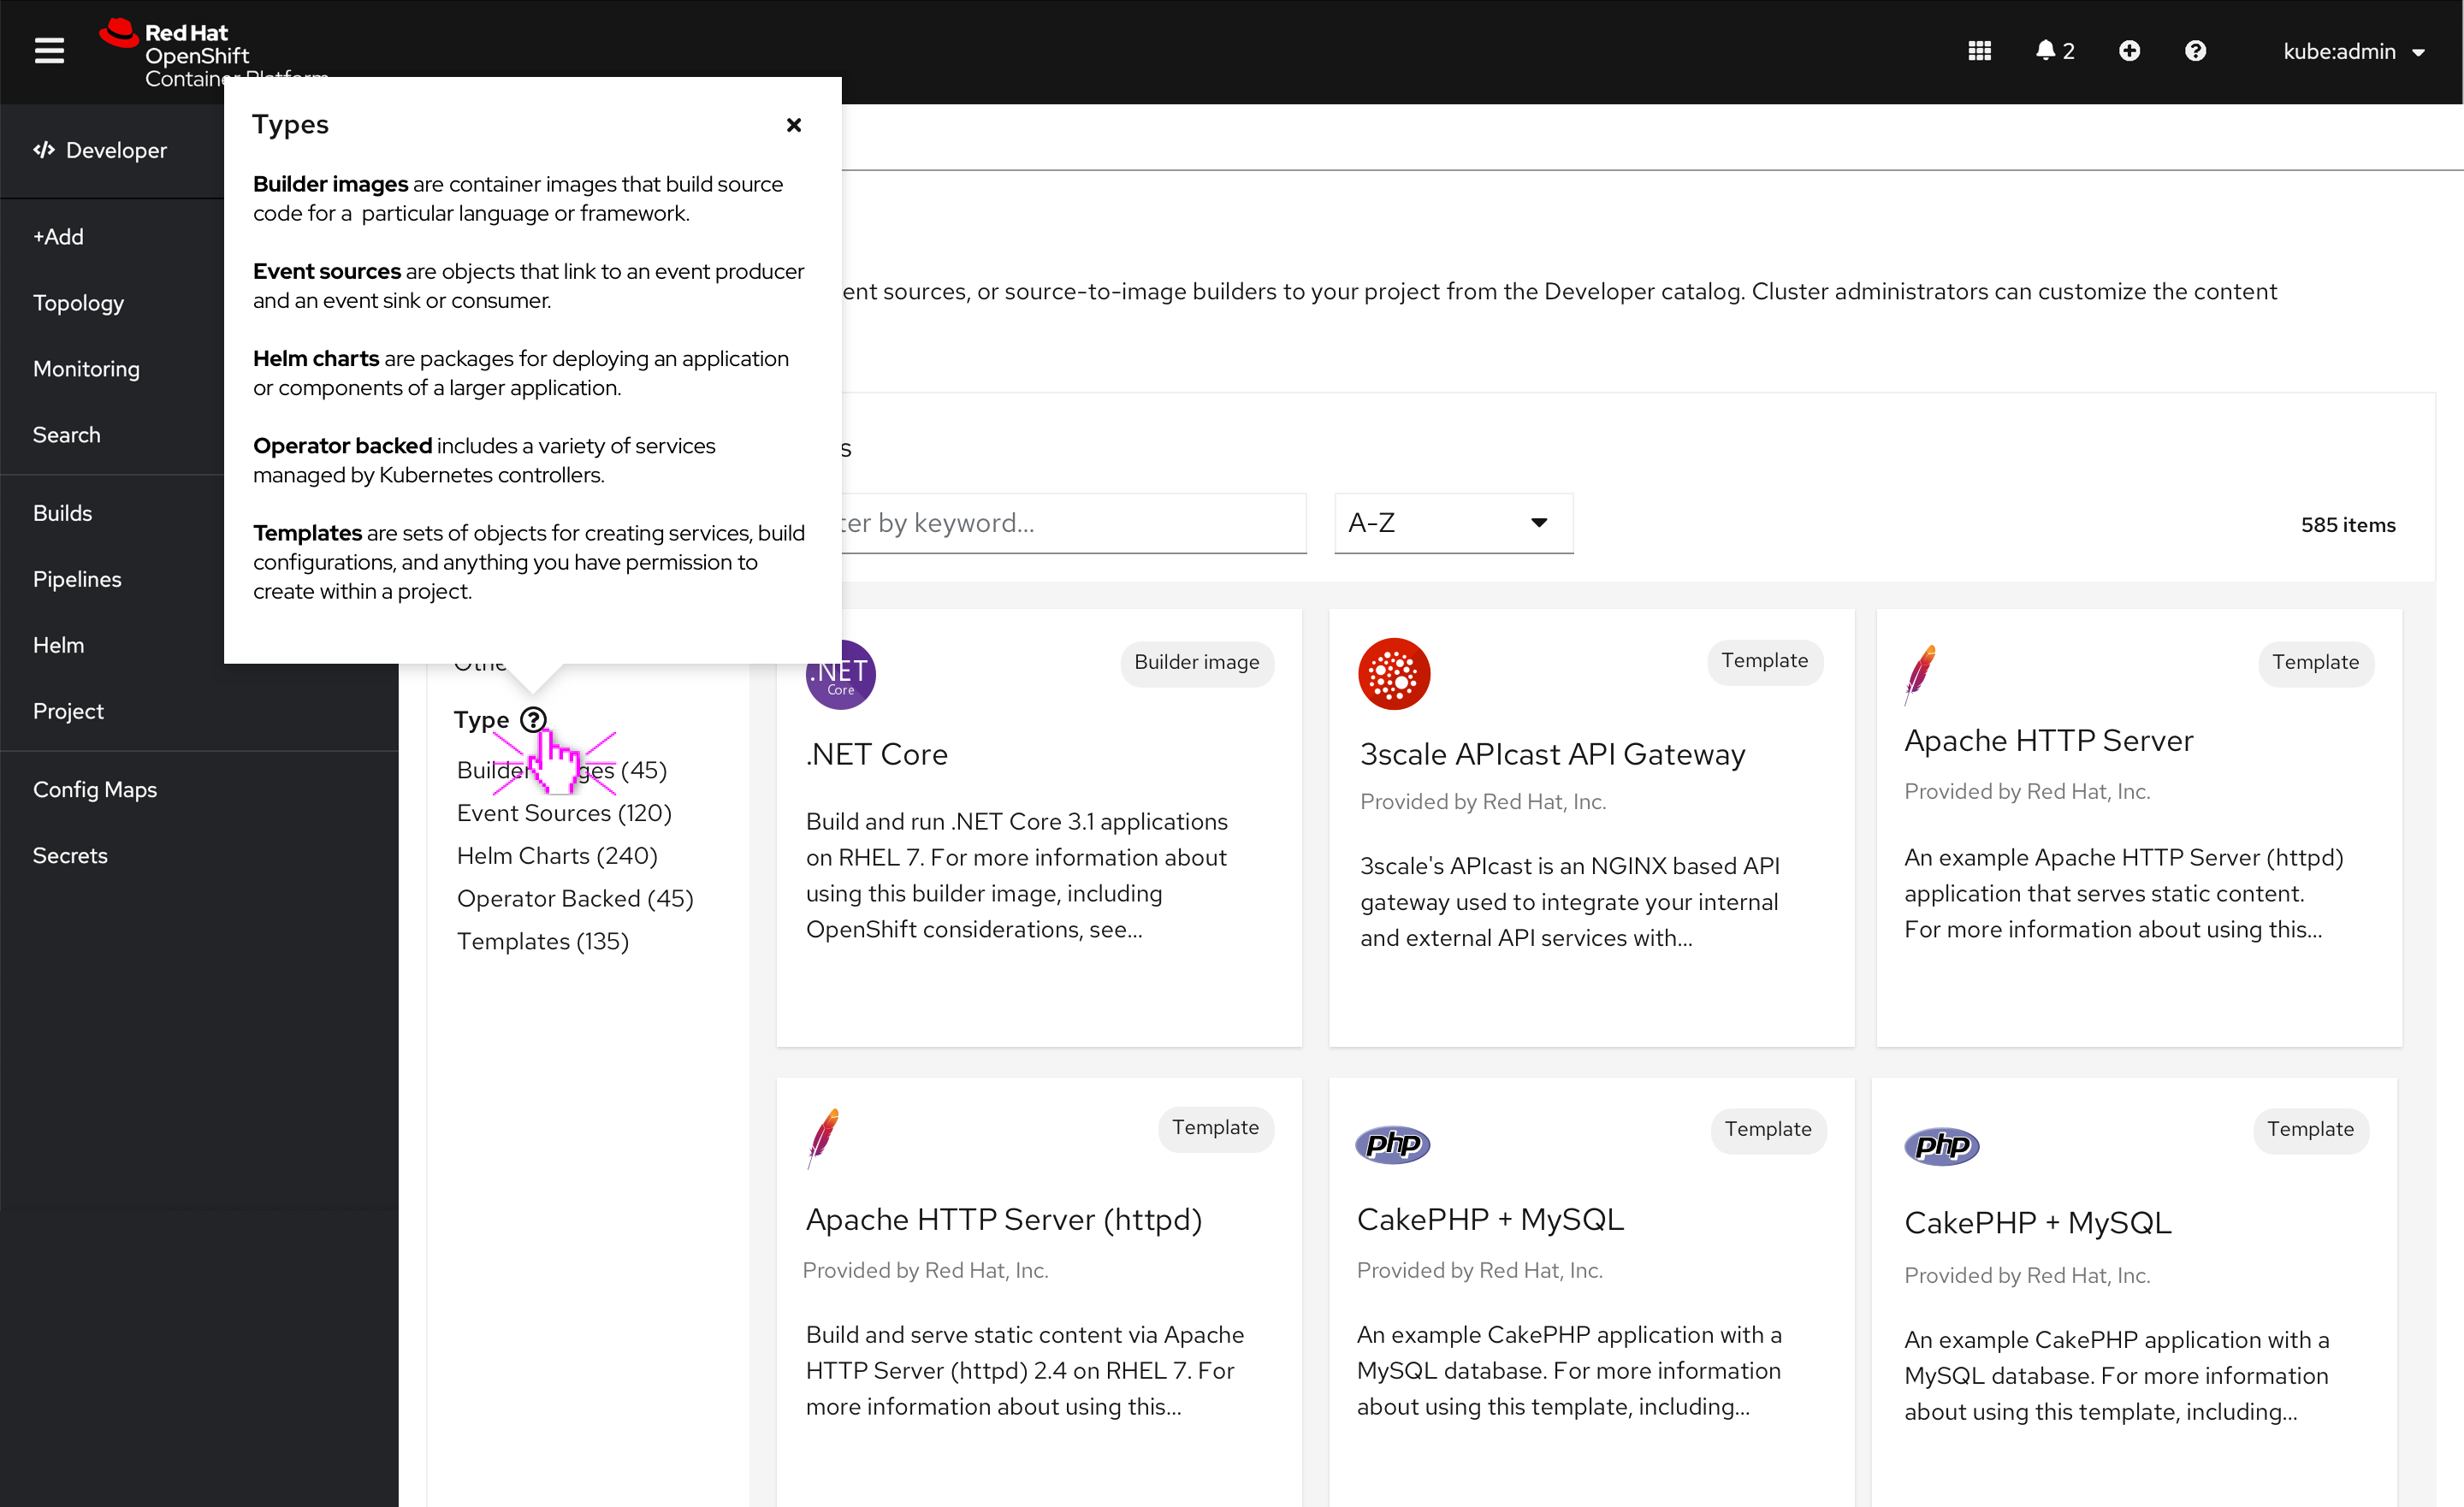 Red Hat
OpenShift
Container Platform
2
kube:admin
Developer
+Add
Topology
Monitoring
Search
Builds
Pipelines
Helm
Project
Config Maps
Secrets
Types
Builder images are container images that build source
code for a particular language or framework.
Event sources are objects that link to an event producer
and an event sink or consumer.
Helm charts are packages for deploying an application
or components of a larger application.
Operator backed includes a variety of services
managed by Kubernetes controllers.
Templates are sets of objects for creating services, build
configurations, and anything you have permission to
create within a project.
sources, or source-to-image builders to your project from the Developer catalog. Cluster administrators can customize the content
by keyword...
A-Z
585 items
Type
Builder (45)
Event Sources (120)
Helm Charts (240)
Operator Backed (45)
Templates (135)
.NET
Core
Builder image
.NET Core
Build and run .NET Core 3.1 applications
on RHEL 7. For more information about
using this builder image, including
OpenShift considerations, see...
Template
3scale APIcast API Gateway
Provided by Red Hat, Inc.
3scale's APIcast is an NGINX based API
gateway used to integrate your internal
and external API services with...
Template
Apache HTTP Server
Provided by Red Hat, Inc.
An example Apache HTTP Server (httpd)
application that serves static content.
For more information about using this...
Template
Apache HTTP Server (httpd)
Provided by Red Hat, Inc.
Build and serve static content via Apache
HTTP Server (httpd) 2.4 on RHEL 7. For
more information about using this...
php
Template
CakePHP + MySQL
Provided by Red Hat, Inc.
An example CakePHP application with a
MySQL database. For more information
about using this template, including...
php
Template
CakePHP + MySQL
Provided by Red Hat, Inc.
An example CakePHP application with a
MySQL database. For more information
about using this template, including...